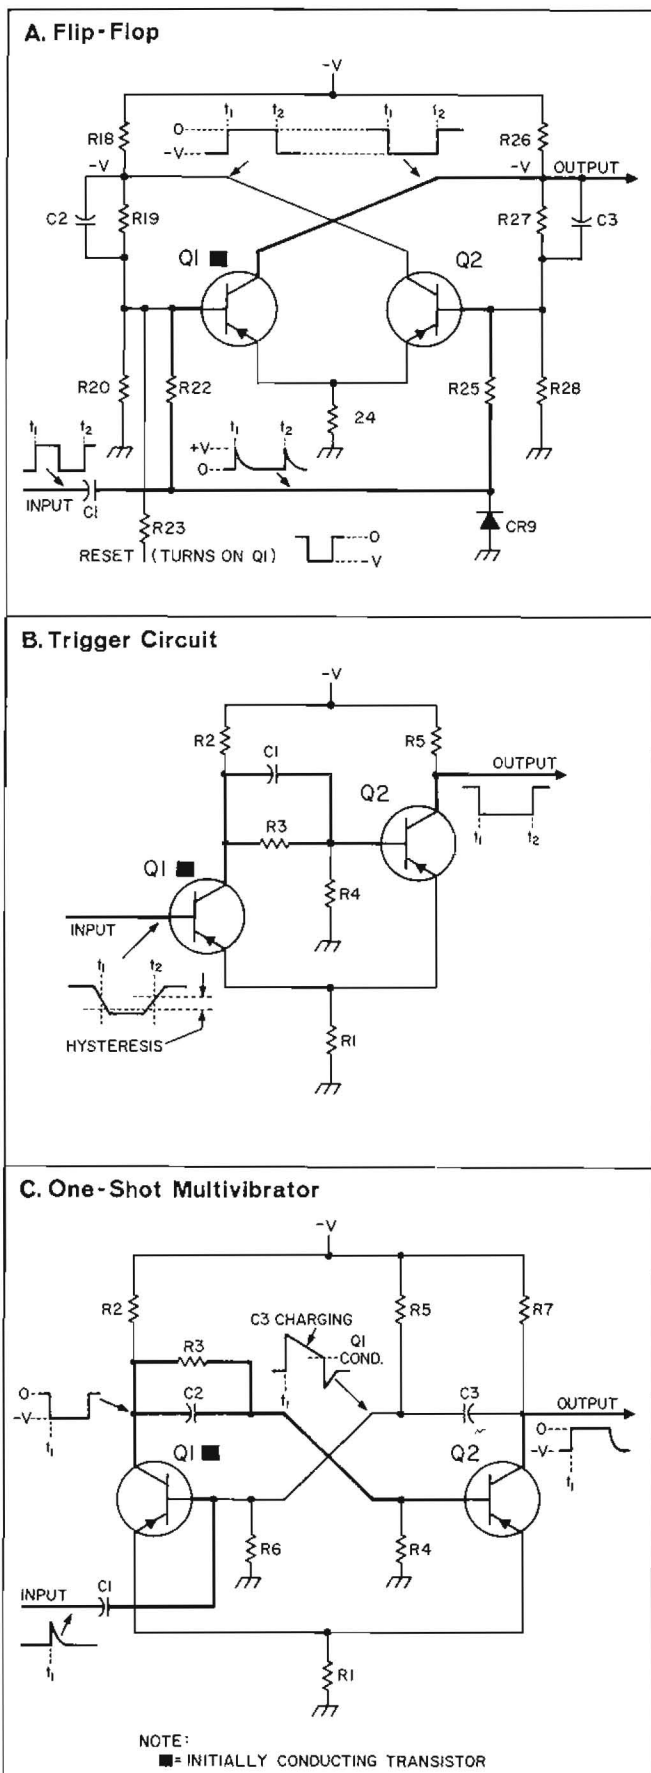 A. Flip-Flop
-V
t1 t2 t1 t2
R18 0 R26
-V
-V -V OUTPUT
C2 R19 R27 C3
Q1 ■ Q2
R20 R22 R25 R28
24
t1 t2 t1 t2
+V
0
INPUT C1
R23 CR9
RESET (TURNS ON Q1) 0
-V
B. Trigger Circuit
-V
R2 C1 R5
OUTPUT
Q2
R3
t1 t2
Q1 ■
R4
INPUT
t1 t2
HYSTERESIS R1
C. One-Shot Multivibrator
-V
R2 R5 R7
C3 CHARGING
R3 Q1
COND.
0 C2 t1 C3 OUTPUT
-V 0
t1 Q1 ■ Q2 -V
t1
R6 R4
INPUT C1
t1
R1
NOTE:
■= INITIALLY CONDUCTING TRANSISTOR